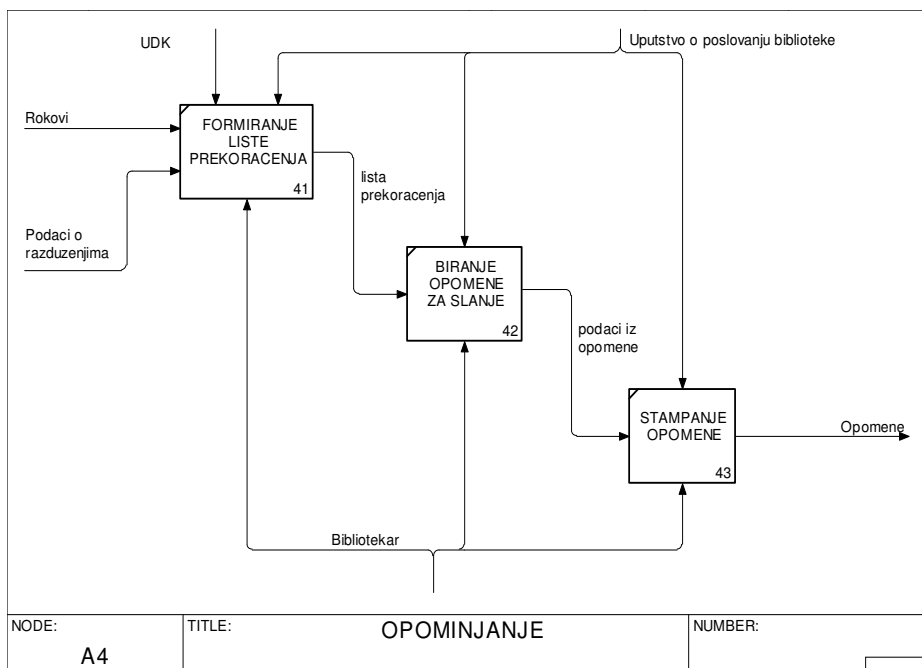 UDK
Uputstvo o poslovanju biblioteke
Rokovi
FORMIRANJE
LISTE
PREKORACENJA
41
lista
prekoracenja
Podaci o
razduzenjima
BIRANJE
OPOMENE
ZA SLANJE
42
podaci iz
opomene
STAMPANJE
OPOMENE
43
Opomene
Bibliotekar
NODE:
A4
TITLE:
OPOMINJANJE
NUMBER: